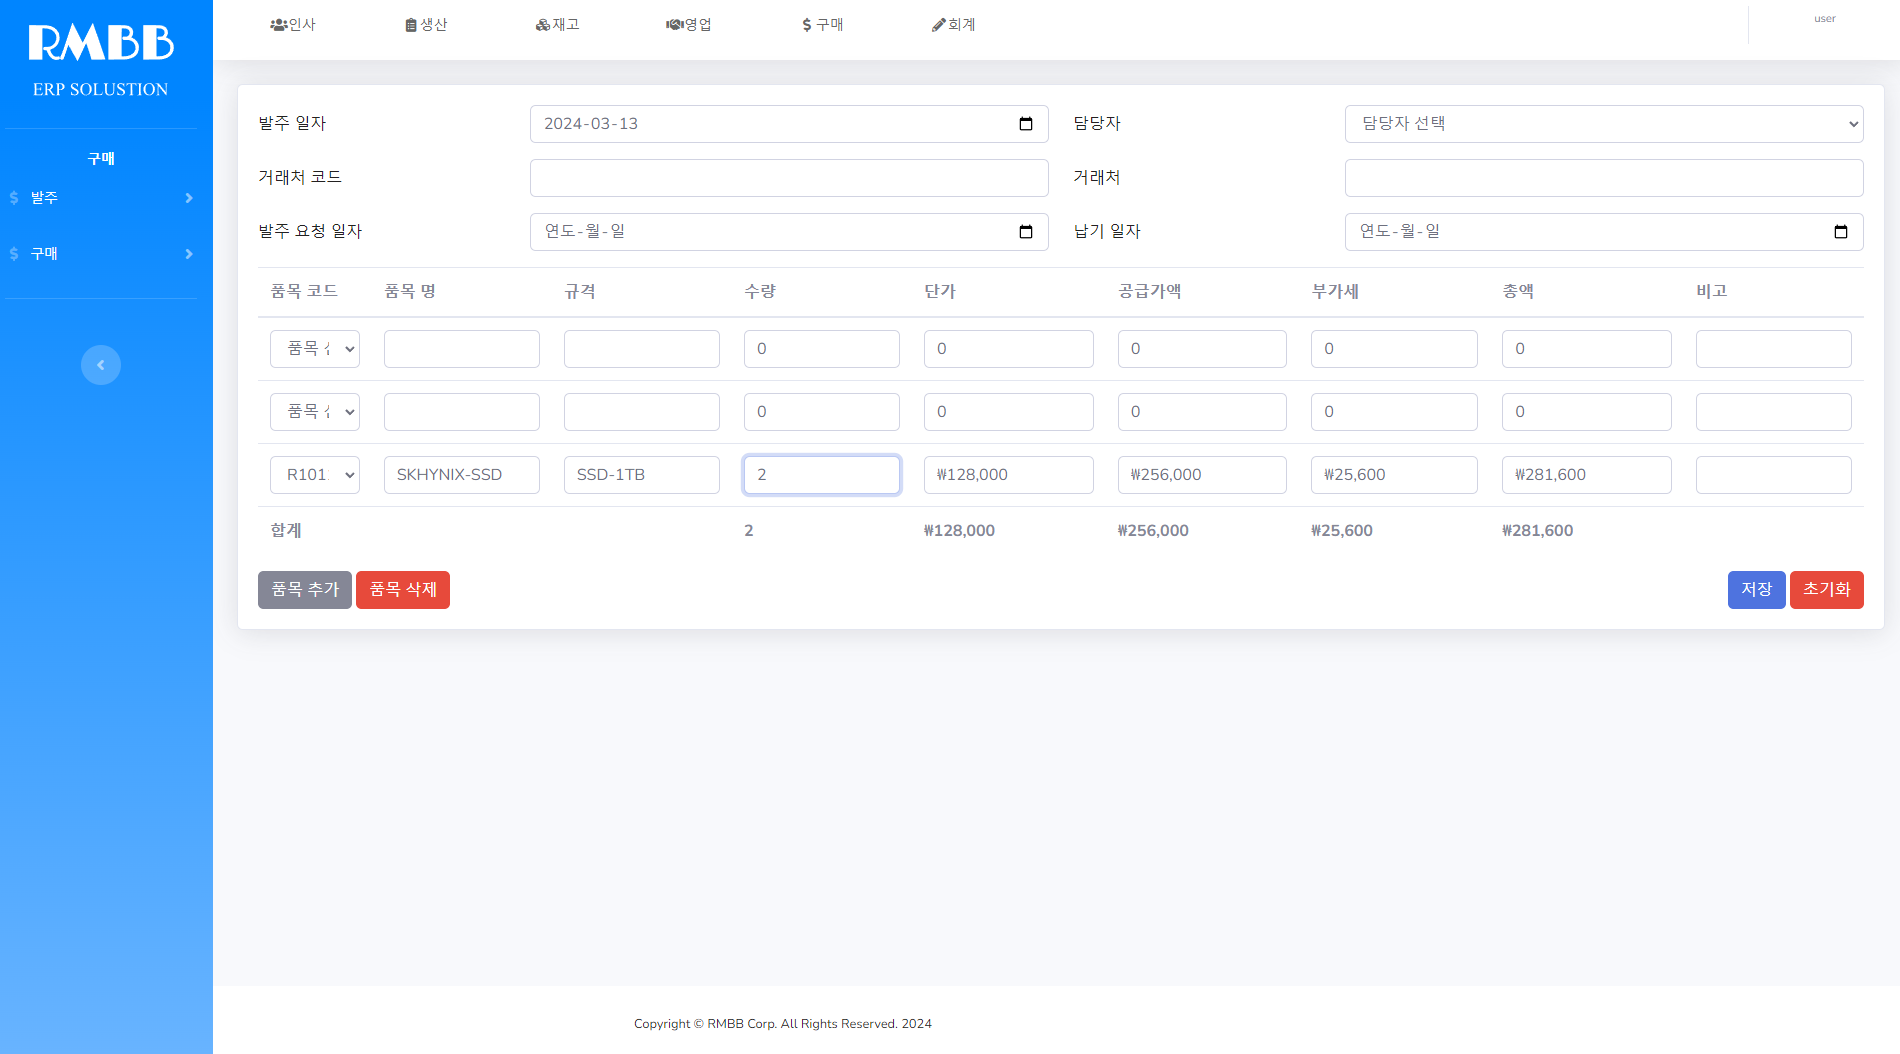 RMBB
ERP SOLUSTION
구매
발주
구매
인사 생산 재고 영업 구매 회계
user
발주 일자 2024-03-13 담당자 담당자 선택
거래처 코드 거래처
발주 요청 일자 연도-월-일 납기 일자 연도-월-일
품목 코드 품목 명 규격 수량 단가 공급가액 부가세 총액 비고
품목 0 0 0 0 0
품목 0 0 0 0 0
R101 SKHYNIX-SSD SSD-1TB 2 ₩128,000 ₩256,000 ₩25,600 ₩281,600
합계 2 ₩128,000 ₩256,000 ₩25,600 ₩281,600
품목 추가 품목 삭제 저장 초기화
Copyright © RMBB Corp. All Rights Reserved. 2024